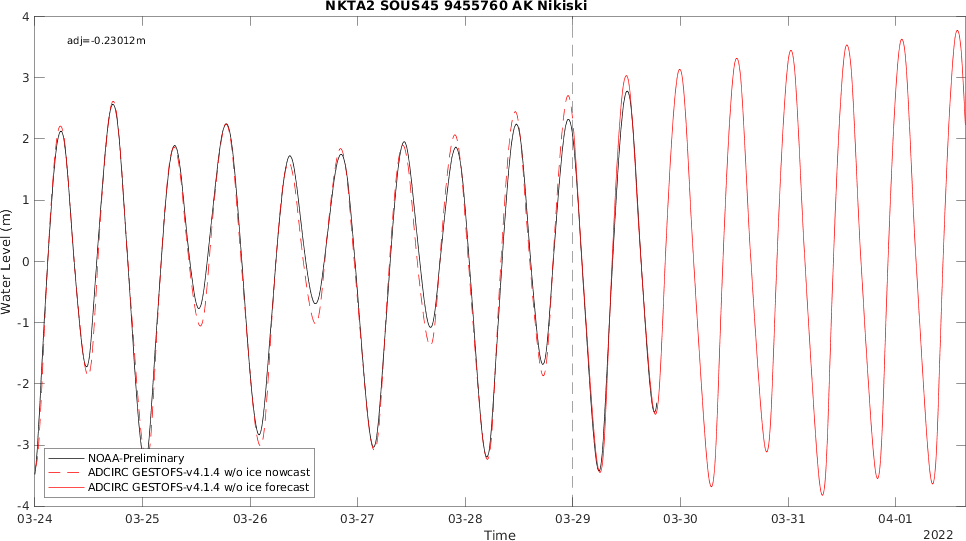 NKTA2 SOUS45 9455760 AK Nikiski
adj=-0.23012m
4
3
2
1
0
-1
-2
-3
-4
Water Level (m)
NOAA-Preliminary
ADCIRC GESTOFS-v4.1.4 w/o ice nowcast
ADCIRC GESTOFS-v4.1.4 w/o ice forecast
03-24 03-25 03-26 03-27 03-28 03-29 03-30 03-31 04-01
Time
2022